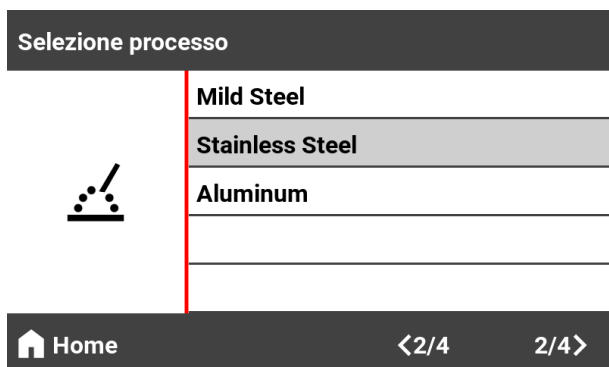 Selezione processo
Mild Steel
Stainless Steel
Aluminum
Home <2/4 2/4>